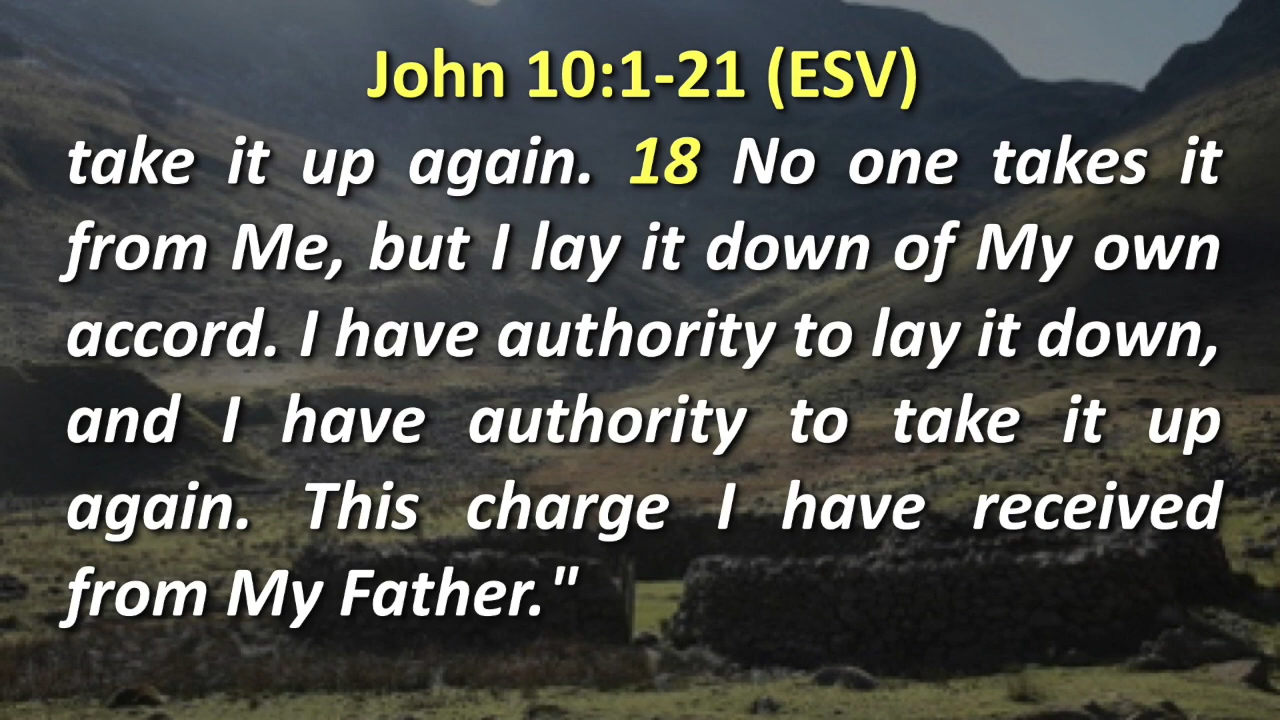 John 10:1-21 (ESV)
take it up again. 18 No one takes it
from Me, but I lay it down of My own
accord. I have authority to lay it down,
and I have authority to take it up
again. This charge I have received
from My Father."